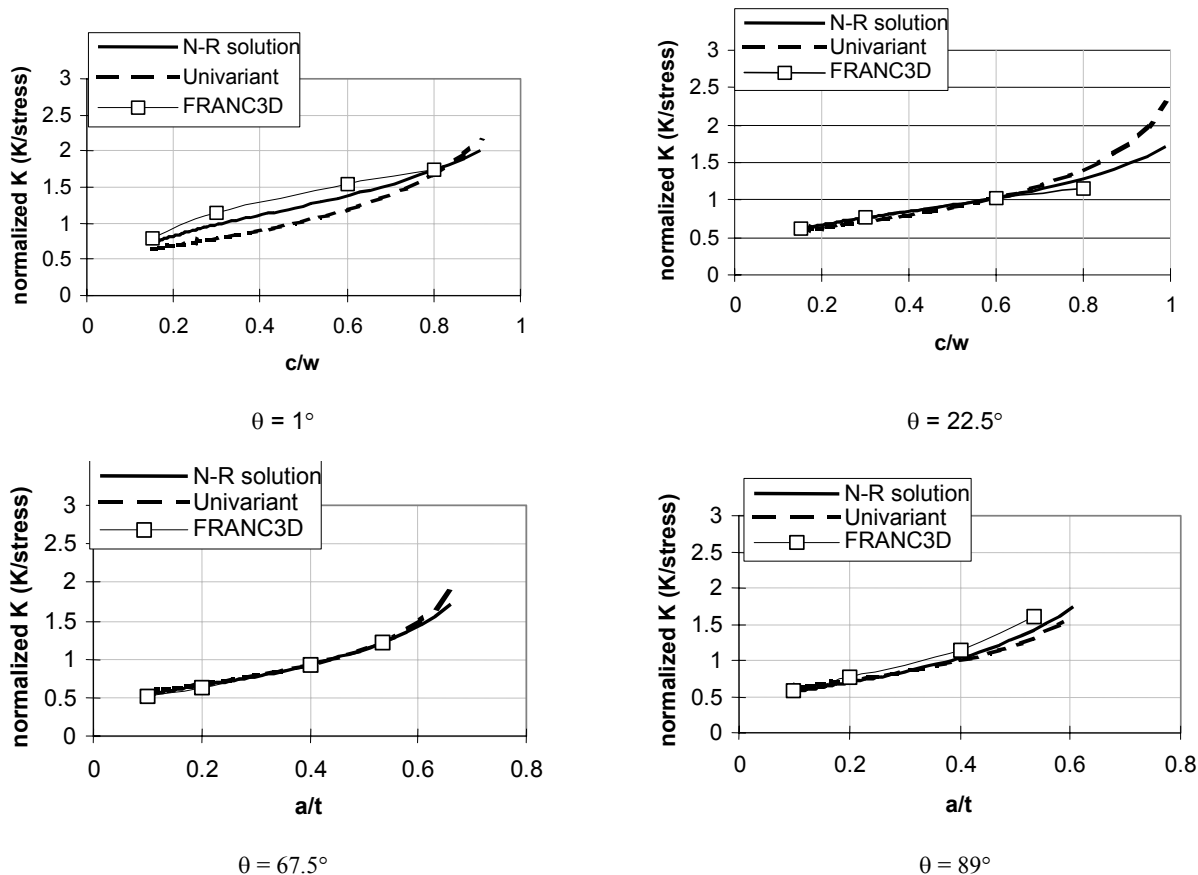 N-R solution
Univariant
FRANC3D
normalized K (K/stress)
3
2.5
2
1.5
1
0.5
0
0
0.2
0.4
0.6
0.8
1
c/w
θ = 1°
N-R solution
Univariant
FRANC3D
normalized K (K/stress)
3
2.5
2
1.5
1
0.5
0
0
0.2
0.4
0.6
0.8
1
c/w
θ = 22.5°
N-R solution
Univariant
FRANC3D
normalized K (K/stress)
3
2.5
2
1.5
1
0.5
0
0
0.2
0.4
0.6
0.8
a/t
θ = 67.5°
N-R solution
Univariant
FRANC3D
normalized K (K/stress)
3
2.5
2
1.5
1
0.5
0
0
0.2
0.4
0.6
0.8
a/t
θ = 89°